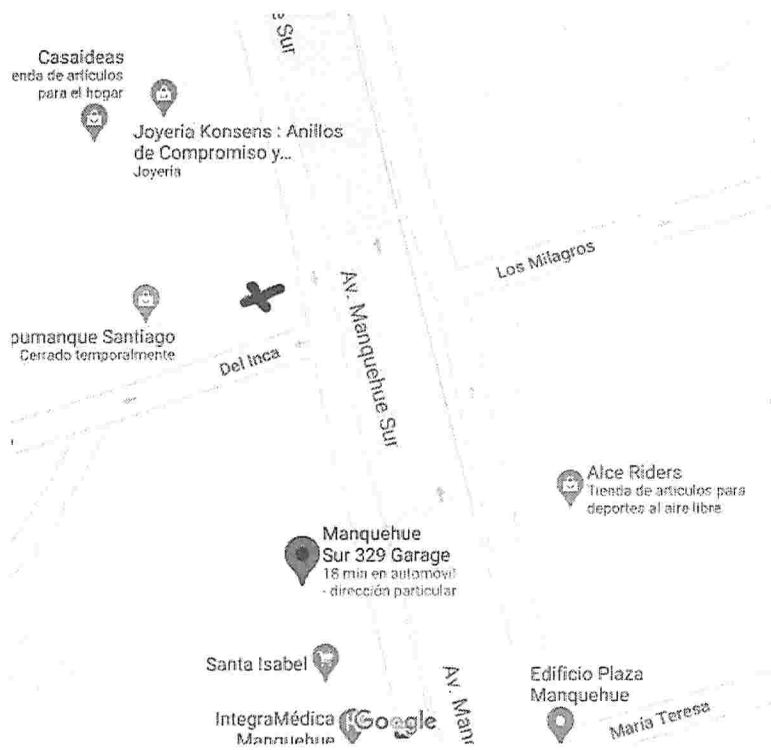 e Sur
Casaideas
enda de artículos
para el hogar
Joyería Konsens : Anillos
de Compromiso y...
Joyería
Los Milagros
Av. Manquehue Sur
pumanque Santiago
Cerrado temporalmente
Del Inca
Alce Riders
Tienda de artículos para
deportes al aire libre
Manquehue
Sur 329 Garage
18 min en automóvil
- dirección particular
Santa Isabel
Edificio Plaza
Manquehue
Av. Manq
IntegraMédica
Manquehue
Google
María Teresa